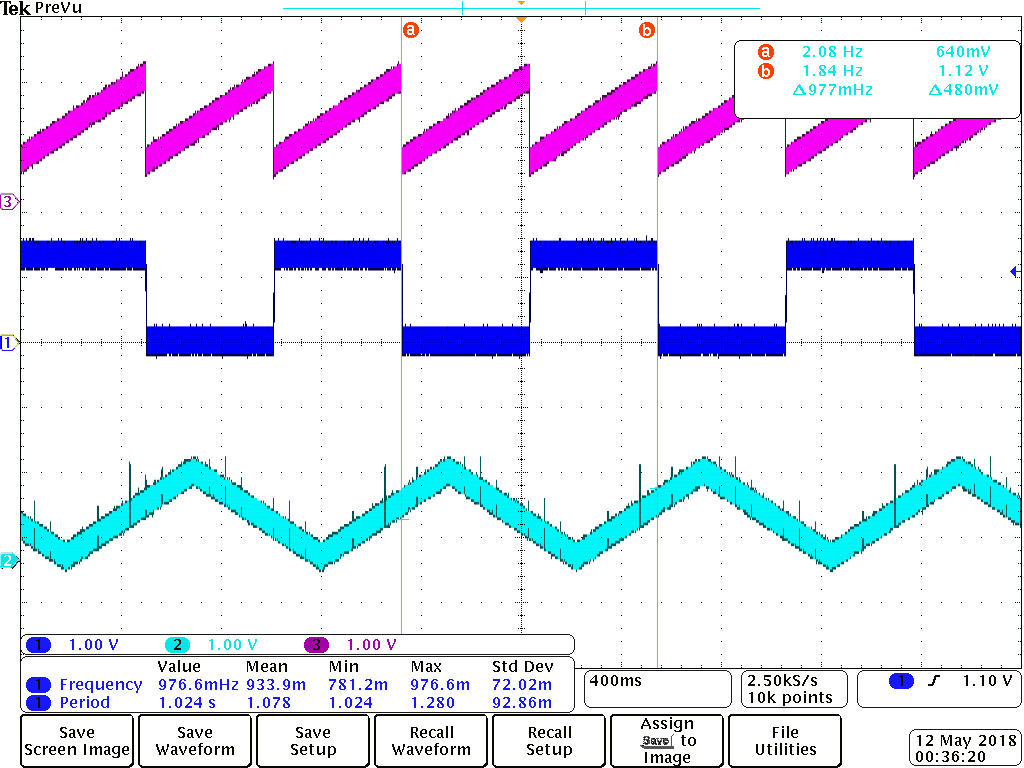 Tek PreVu
a b
a 2.08 Hz 640mV
b 1.84 Hz 1.12 V
Δ977mHz Δ480mV
3
1
2
1 1.00 V 2 1.00 V 3 1.00 V
Value Mean Min Max Std Dev
1 Frequency 976.6mHz 933.9m 781.2m 976.6m 72.02m
1 Period 1.024 s 1.078 1.024 1.280 92.86m
400ms
2.50kS/s
10k points
1 1.10 V
Save
Screen Image
Save
Waveform
Save
Setup
Recall
Waveform
Recall
Setup
Assign
Save to
Image
File
Utilities
12 May 2018
00:36:20